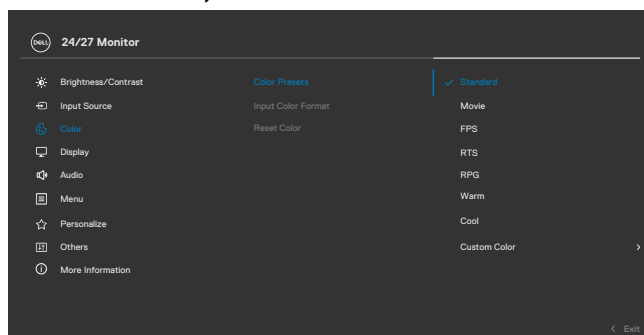 DELL 24/27 Monitor
Brightness/Contrast Color Presets Standard
Input Source Input Color Format Movie
Color Reset Color FPS
Display RTS
Audio RPG
Menu Warm
Personalize Cool
Others Custom Color >
More Information
< Exit